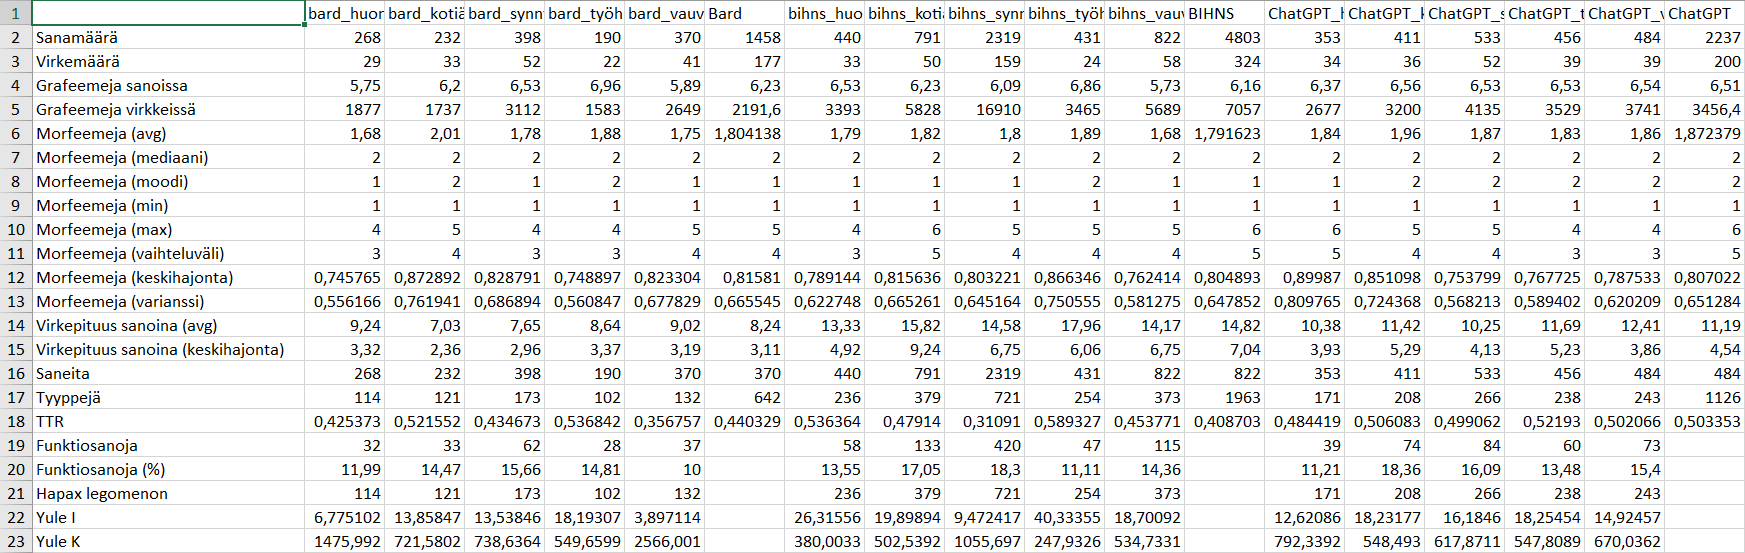 1 bard_huor bard_kotiä bard_synn bard_työh bard_vauv Bard bihns_huo bihns_kotiä bihns_synn bihns_työh bihns_vauv BIHNS ChatGPT_h ChatGPT_k ChatGPT_s ChatGPT_t ChatGPT_v ChatGPT
2 Sanamäärä 268 232 398 190 370 1458 440 791 2319 431 822 4803 353 411 533 456 484 2237
3 Virkemäärä 29 33 52 22 41 177 33 50 159 24 58 324 34 36 52 39 39 200
4 Grafeemeja sanoissa 5,75 6,2 6,53 6,96 5,89 6,23 6,53 6,23 6,09 6,86 5,73 6,16 6,37 6,56 6,53 6,53 6,54 6,51
5 Grafeemeja virkkeissä 1877 1737 3112 1583 2649 2191,6 3393 5828 16910 3465 5689 7057 2677 3200 4135 3529 3741 3456,4
6 Morfeemeja (avg) 1,68 2,01 1,78 1,88 1,75 1,804138 1,79 1,82 1,8 1,89 1,68 1,791623 1,84 1,96 1,87 1,83 1,86 1,872379
7 Morfeemeja (mediaani) 2 2 2 2 2 2 2 2 2 2 2 2 2 2 2 2 2 2
8 Morfeemeja (moodi) 1 2 1 2 1 1 1 1 1 2 1 1 1 2 2 2 2 2
9 Morfeemeja (min) 1 1 1 1 1 1 1 1 1 1 1 1 1 1 1 1 1 1
10 Morfeemeja (max) 4 5 4 4 5 5 4 6 5 5 5 6 6 5 5 4 4 6
11 Morfeemeja (vaihteluväli) 3 4 3 3 4 4 3 5 4 4 4 5 5 4 4 3 3 5
12 Morfeemeja (keskihajonta) 0,745765 0,872892 0,828791 0,748897 0,823304 0,81581 0,789144 0,815636 0,803221 0,866346 0,762414 0,804893 0,89987 0,851098 0,753799 0,767725 0,787533 0,807022
13 Morfeemeja (varianssi) 0,556166 0,761941 0,686894 0,560847 0,677829 0,665545 0,622748 0,665261 0,645164 0,750555 0,581275 0,647852 0,809765 0,724368 0,568213 0,589402 0,620209 0,651284
14 Virkepituus sanoina (avg) 9,24 7,03 7,65 8,64 9,02 8,24 13,33 15,82 14,58 17,96 14,17 14,82 10,38 11,42 10,25 11,69 12,41 11,19
15 Virkepituus sanoina (keskihajonta) 3,32 2,36 2,96 3,37 3,19 3,11 4,92 9,24 6,75 6,06 6,75 7,04 3,93 5,29 4,13 5,23 3,86 4,54
16 Saneita 268 232 398 190 370 370 440 791 2319 431 822 822 353 411 533 456 484 484
17 Tyyppejä 114 121 173 102 132 642 236 379 721 254 373 1963 171 208 266 238 243 1126
18 TTR 0,425373 0,521552 0,434673 0,536842 0,356757 0,440329 0,536364 0,47914 0,31091 0,589327 0,453771 0,408703 0,484419 0,506083 0,499062 0,52193 0,502066 0,503353
19 Funktiosanoja 32 33 62 28 37 58 133 420 47 115 39 74 84 60 73
20 Funktiosanoja (%) 11,99 14,47 15,66 14,81 10 13,55 17,05 18,3 11,11 14,36 11,21 18,36 16,09 13,48 15,4
21 Hapax legomenon 114 121 173 102 132 236 379 721 254 373 171 208 266 238 243
22 Yule I 6,775102 13,85847 13,53846 18,19307 3,897114 26,31556 19,89894 9,472417 40,33355 18,70092 12,62086 18,23177 16,1846 18,25454 14,92457
23 Yule K 1475,992 721,5802 738,6364 549,6599 2566,001 380,0033 502,5392 1055,697 247,9326 534,7331 792,3392 548,493 617,8711 547,8089 670,0362